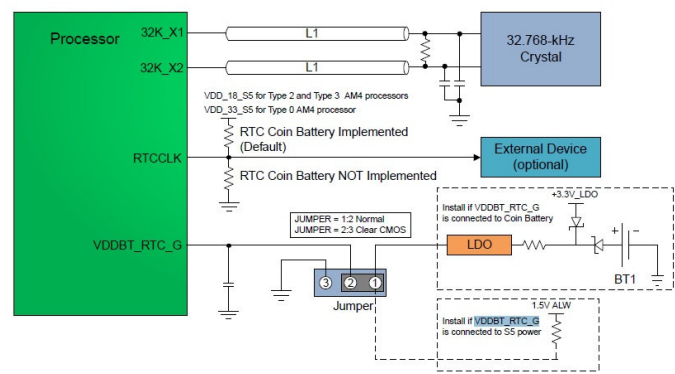 Processor
32K_X1
L1
32.768-kHz
Crystal
32K_X2
L1
VDD_18_S5 for Type 2 and Type 3 AM4 processors
VDD_33_S5 for Type 0 AM4 processor
RTC Coin Battery Implemented
(Default)
RTCCLK
External Device
(optional)
RTC Coin Battery NOT Implemented
+3.3V_LDO
Install if VDDBT_RTC_G
is connected to Coin Battery
JUMPER = 1:2 Normal
JUMPER = 2:3 Clear CMOS
VDDBT_RTC_G
LDO
+
−
BT1
3
2
1
Jumper
1.5V ALW
Install if VDDBT_RTC_G
is connected to S5 power